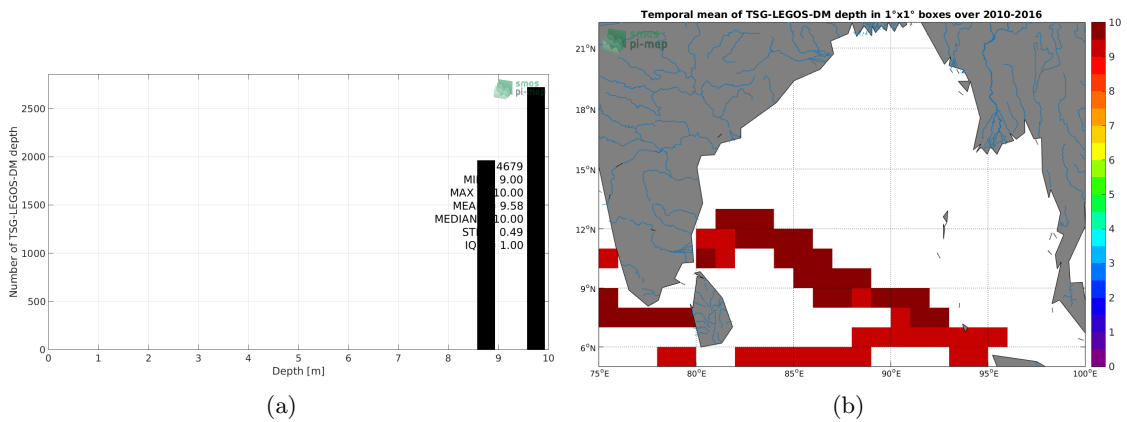 smos
pi-mep
2500
2000
1500
1000
500
0
Number of TSG-LEGOS-DM depth
4679
9.00
MAX 10.00
9.58
MEDIAN 10.00
0.49
1.00
0 1 2 3 4 5 6 7 8 9 10
Depth [m]
(a)
Temporal mean of TSG-LEGOS-DM depth in 1°x1° boxes over 2010-2016
smos
pi-mep
21°N
18°N
15°N
12°N
9°N
6°N
75°E 80°E 85°E 90°E 95°E 100°E
10
9
8
7
6
5
4
3
2
1
0
(b)